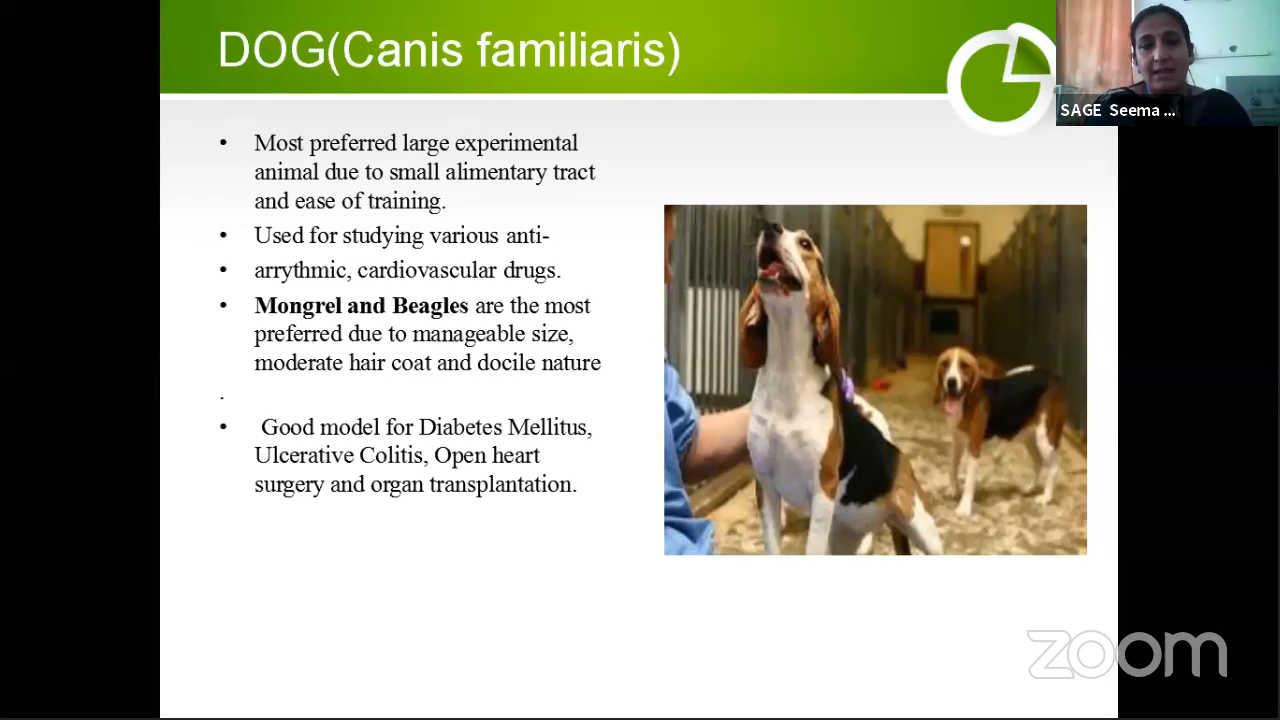 DOG(Canis familiaris)
SAGE Seema ...
• Most preferred large experimental
animal due to small alimentary tract
and ease of training.
• Used for studying various anti-
• arrythmic, cardiovascular drugs.
• Mongrel and Beagles are the most
preferred due to manageable size,
moderate hair coat and docile nature
.
• Good model for Diabetes Mellitus,
Ulcerative Colitis, Open heart
surgery and organ transplantation.
zoom